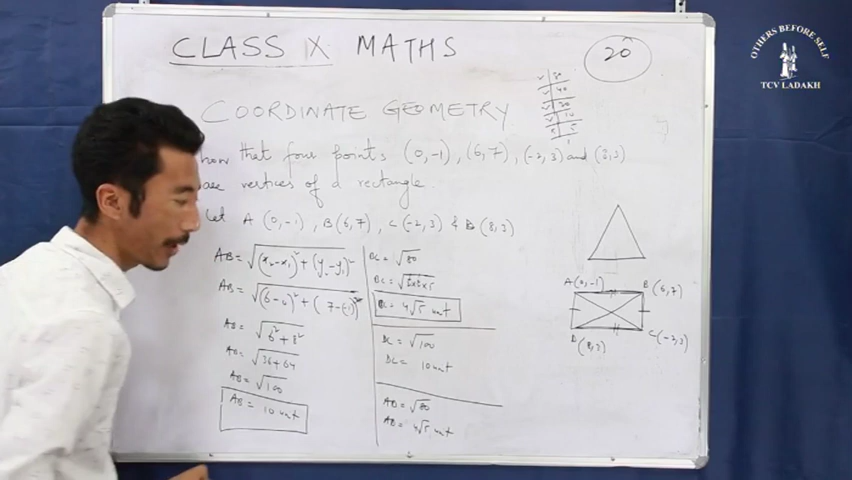 CLASS X MATHS
20
OTHERS BEFORE SELF
TCV LADAKH
COORDINATE GEOMETRY
how that four points (0,-1), (6,7), (-2,3) and (8,3)
are vertices of a rectangle.
Let A (0,-1), B(6,7), C(-2,3) & D (8,3)
AB = √(x₂-x₁)²+(y₂-y₁)²
AB = √(6-0)²+(7-(-1))²
AB = √6²+8²
AB = √36+64
AB = √100
AB = 10 unit
BC = √80
BC = √
BC = 4√5 unit
DC = √100
DC = 10 unit
AD = √80
AD = 4√5 unit
A(0,-1)
B (6,7)
D (8,3)
C(-2,3)